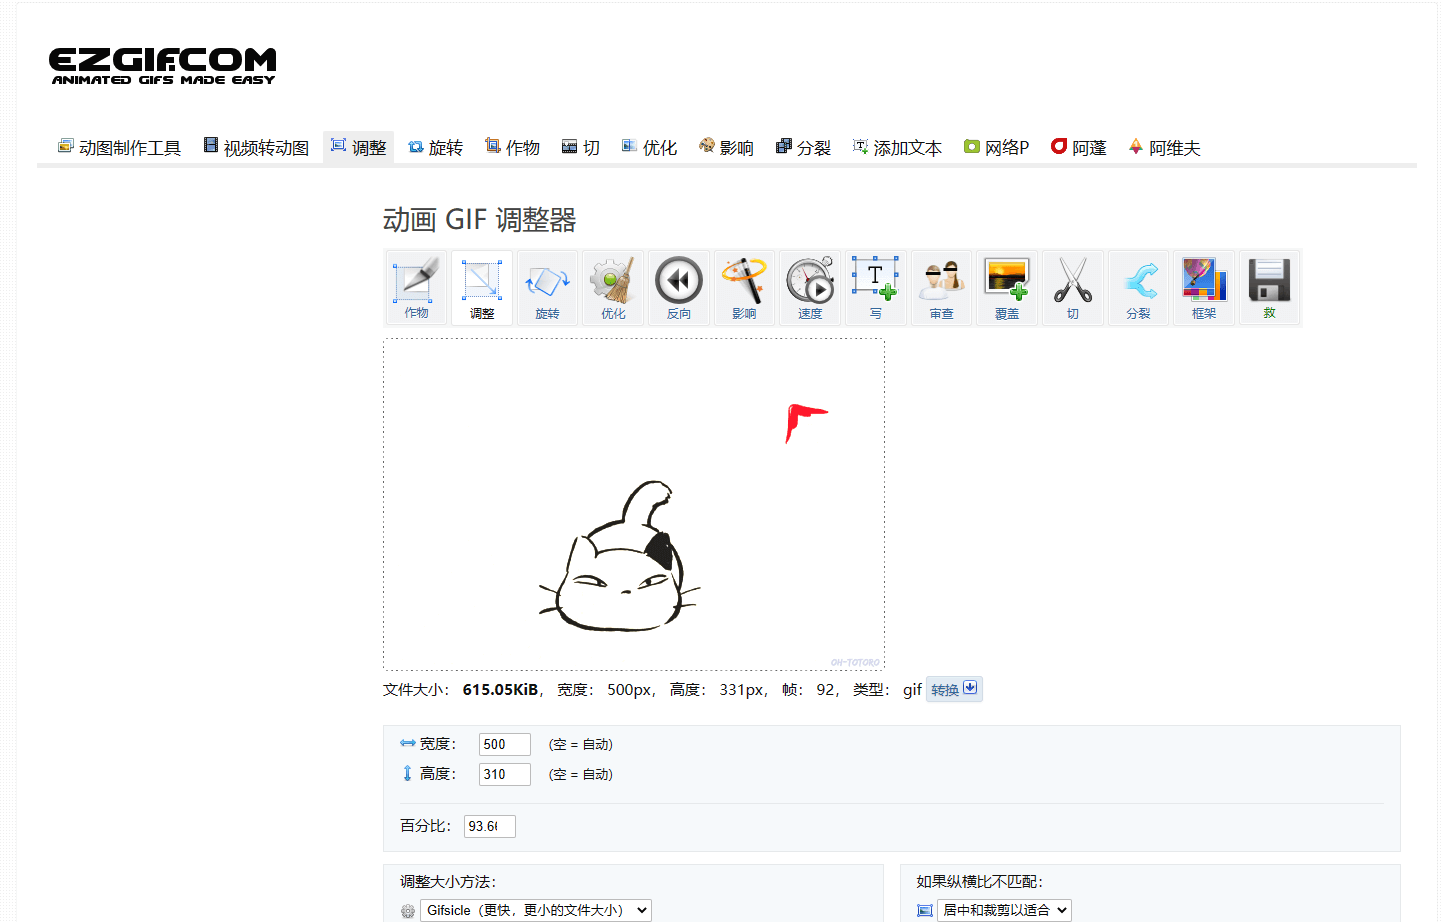 EZGIF.COM
ANIMATED GIFS MADE EASY
动图制作工具 视频转动图 调整 旋转 作物 切 优化 影响 分裂 添加文本 网络P 阿蓬 阿维夫
动画 GIF 调整器
作物 调整 旋转 优化 反向 影响 速度 写 审查 覆盖 切 分裂 框架 救
OH-TOTORO
文件大小： 615.05KiB， 宽度： 500px， 高度： 331px， 帧： 92， 类型： gif 转换
宽度： 500 (空 = 自动)
高度： 310 (空 = 自动)
百分比： 93.66
调整大小方法： 如果纵横比不匹配：
Gifsicle（更快，更小的文件大小） 居中和裁剪以适合